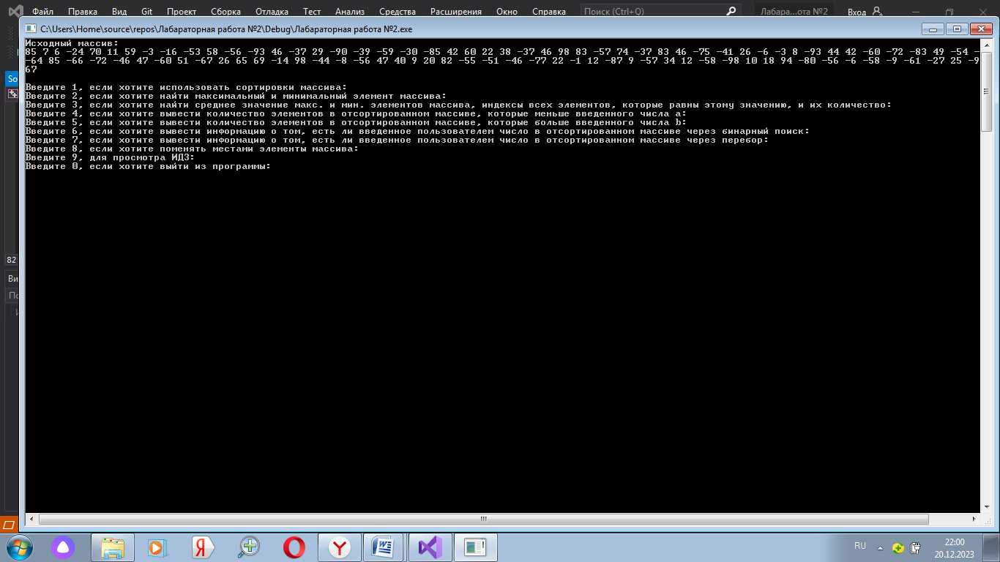 Файл Правка Вид Git Проект Сборка Отладка Тест Анализ Средства Расширения Окно Справка Поиск (Ctrl+Q) Лабара...ота №2 Вход
C:\Users\Home\source\repos\Лабараторная работа №2\Debug\Лабараторная работа №2.exe
Исходный массив:
85 7 6 -24 70 11 59 -3 -16 -53 58 -56 -93 46 -37 29 -90 -39 -59 -30 -85 42 60 22 38 -37 46 98 83 -57 74 -37 83 46 -75 -41 26 -6 -3 8 -93 44 42 -60 -72 -83 49 -54 -
-64 85 -66 -72 -46 47 -60 51 -67 26 65 69 -14 98 -44 -8 -56 47 40 9 20 82 -55 -51 -46 -77 22 -1 12 -87 9 -57 34 12 -58 -98 10 18 94 -80 -56 -6 -58 -9 -61 -27 25 -9
67
Введите 1, если хотите использовать сортировки массива:
Введите 2, если хотите найти максимальный и минимальный элемент массива:
Введите 3, если хотите найти среднее значение макс. и мин. элементов массива, индексы всех элементов, которые равны этому значению, и их количество:
Введите 4, если хотите вывести количество элементов в отсортированном массиве, которые меньше введенного числа a:
Введите 5, если хотите вывести количество элементов в отсортированном массиве, которые больше введенного числа b:
Введите 6, если хотите вывести информацию о том, есть ли введенное пользователем число в отсортированном массиве через бинарный поиск:
Введите 7, если хотите вывести информацию о том, есть ли введенное пользователем число в отсортированном массиве через перебор:
Введите 8, если хотите поменять местами элементы массива:
Введите 9, для просмотра ИДЗ:
Введите 0, если хотите выйти из программы:
So
82
Ви
По
RU
22:00
20.12.2023